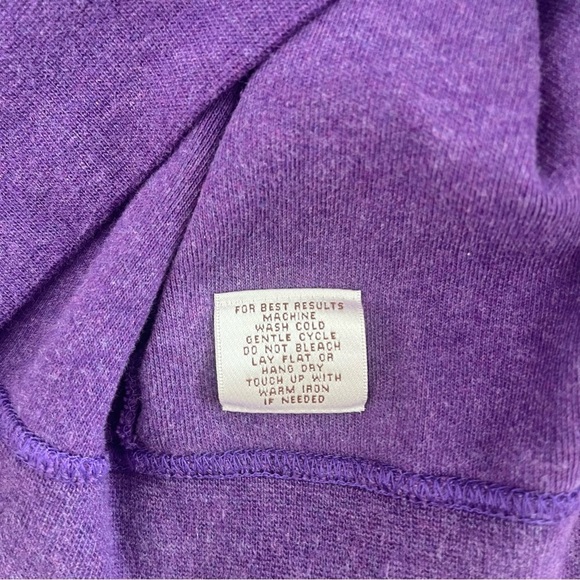 FOR BEST RESULTS
MACHINE
WASH COLD
GENTLE CYCLE
DO NOT BLEACH
LAY FLAT OR
HANG DRY
TOUCH UP WITH
WARM IRON
IF NEEDED